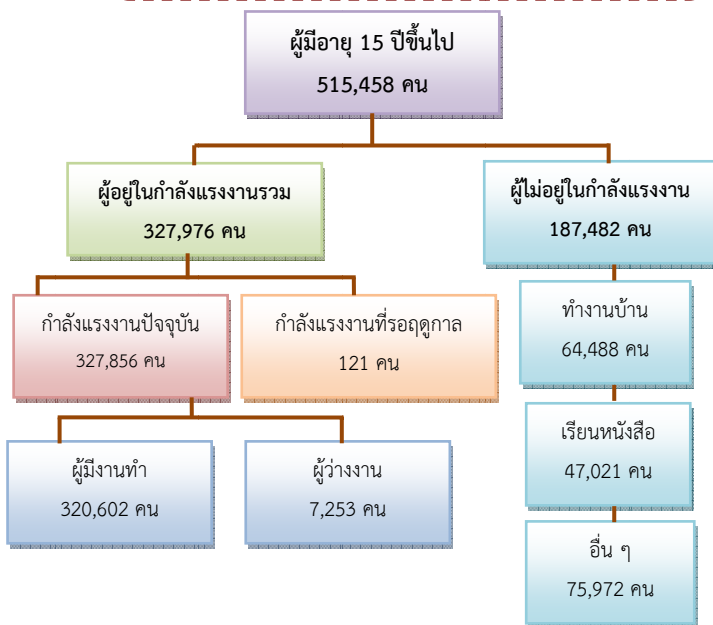 ผู้มีอายุ 15 ปีขึ้นไป
515,458 คน
ผู้อยู่ในกำลังแรงงานรวม
327,976 คน
ผู้ไม่อยู่ในกำลังแรงงาน
187,482 คน
กำลังแรงงานปัจจุบัน
327,856 คน
กำลังแรงงานที่รอฤดูกาล
121 คน
ทำงานบ้าน
64,488 คน
ผู้มีงานทำ
320,602 คน
ผู้ว่างงาน
7,253 คน
เรียนหนังสือ
47,021 คน
อื่น ๆ
75,972 คน